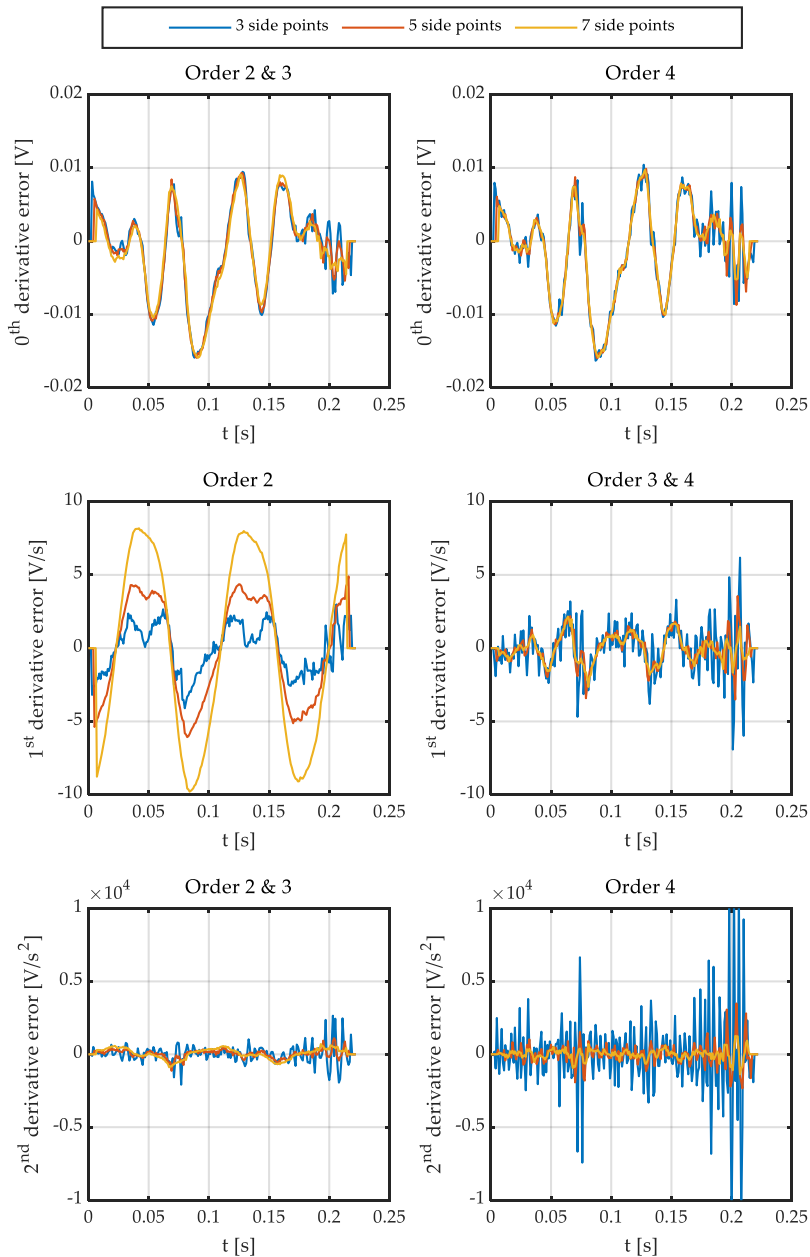 3 side points 5 side points 7 side points
Order 2 & 3
0.02
0.01
0
-0.01
-0.02
0 0.05 0.1 0.15 0.2 0.25
t [s]
0th derivative error [V]
Order 4
0.02
0.01
0
-0.01
-0.02
0 0.05 0.1 0.15 0.2 0.25
t [s]
0th derivative error [V]
Order 2
10
5
0
-5
-10
0 0.05 0.1 0.15 0.2 0.25
t [s]
1st derivative error [V/s]
Order 3 & 4
10
5
0
-5
-10
0 0.05 0.1 0.15 0.2 0.25
t [s]
1st derivative error [V/s]
×10^4
Order 2 & 3
1
0.5
0
-0.5
-1
0 0.05 0.1 0.15 0.2 0.25
t [s]
2nd derivative error [V/s^2]
×10^4
Order 4
1
0.5
0
-0.5
-1
0 0.05 0.1 0.15 0.2 0.25
t [s]
2nd derivative error [V/s^2]